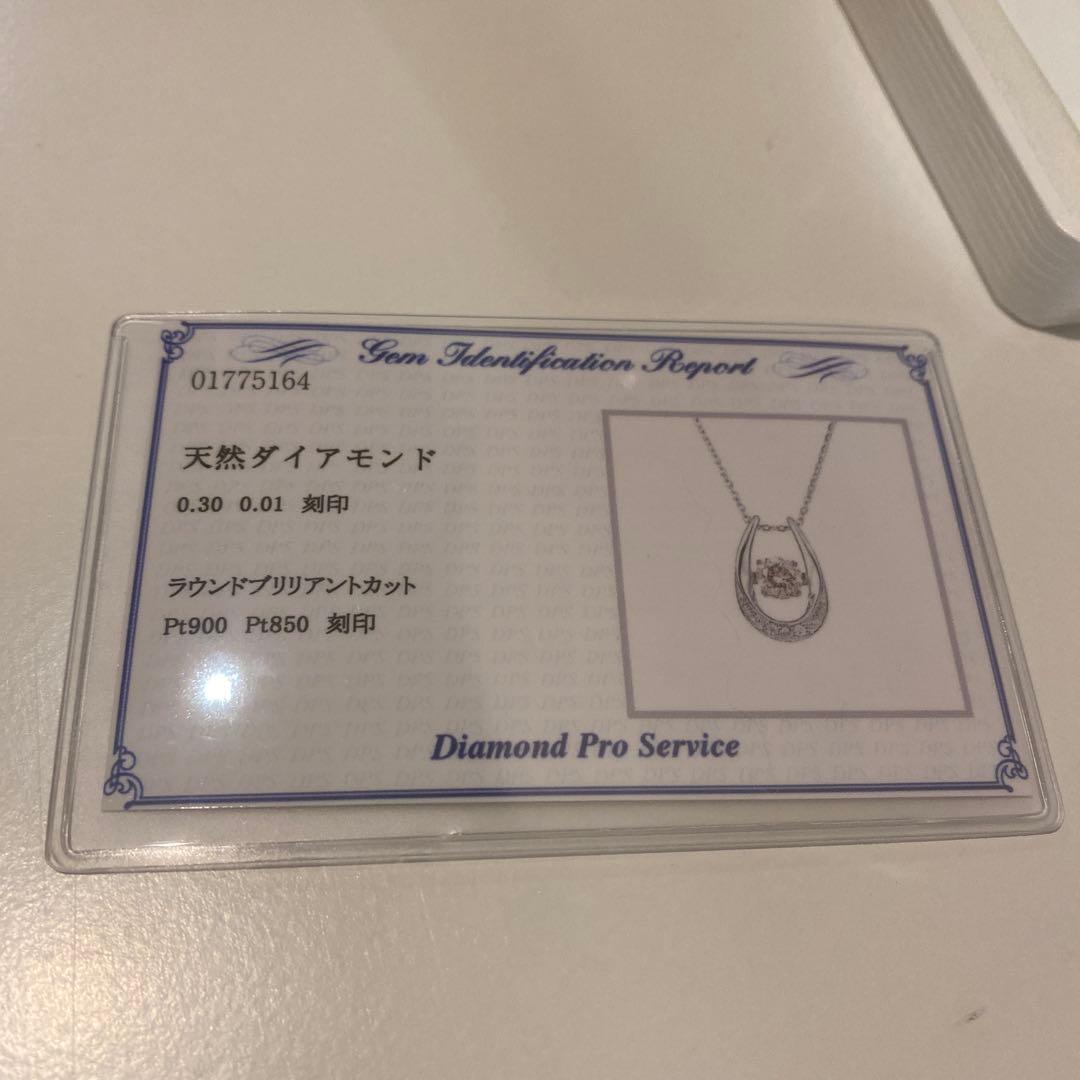 Gem Identification Report
01775164
天然ダイアモンド
0.30 0.01 刻印
ラウンドブリリアントカット
Pt900 Pt850 刻印
Diamond Pro Service